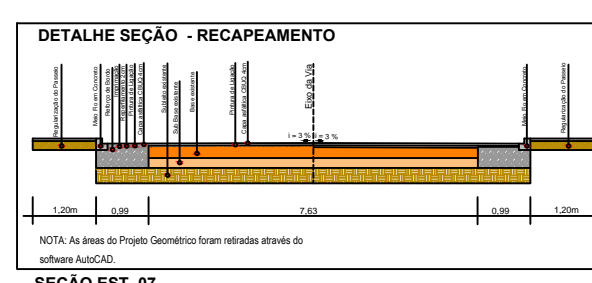 DETALHE SEÇÃO - RECAPEAMENTO
Regularização do Passeio
Meio Fio em Concreto
Reforço de Bordo
Imprimação
Reperfilamento 2cm
Pintura de Ligação
Capa asfáltica CBUQ 4cm
Subleito existente
Sub Base existente
Base existente
Pintura de Ligação
Capa asfáltica CBUQ 4cm
Eixo da Via
Meio Fio em Concreto
Regularização do Passeio
i = 3 % i = 3 %
1,20m 0,99 7,63 0,99 1,20m
NOTA: As áreas do Projeto Geométrico foram retiradas através do
software AutoCAD.
SEÇÃO EST. 07